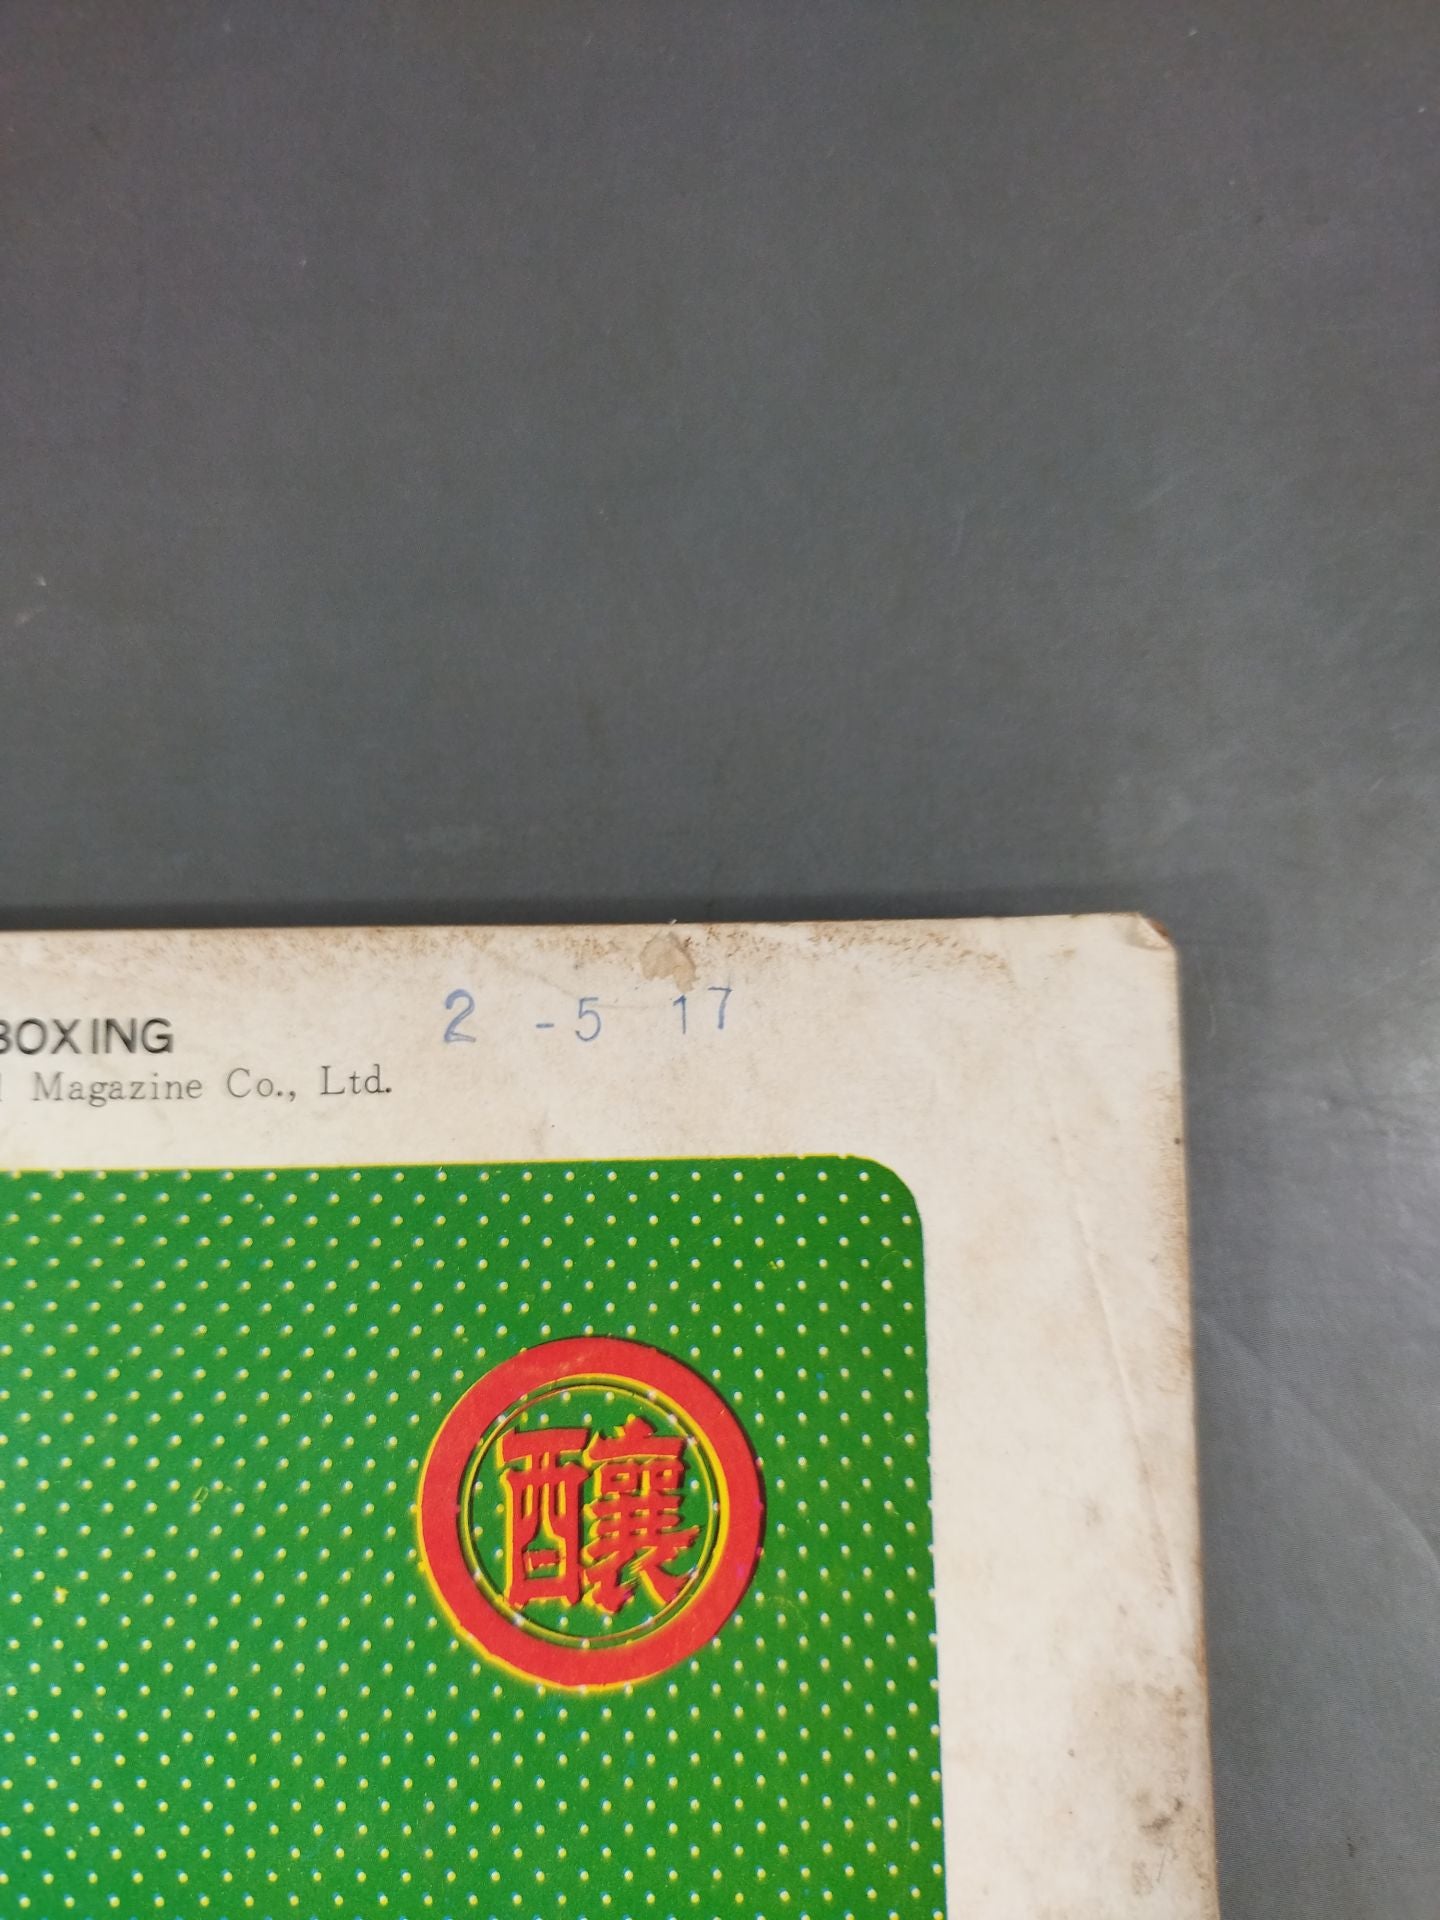 2 -5 17
BOXING
Magazine Co., Ltd.
釀